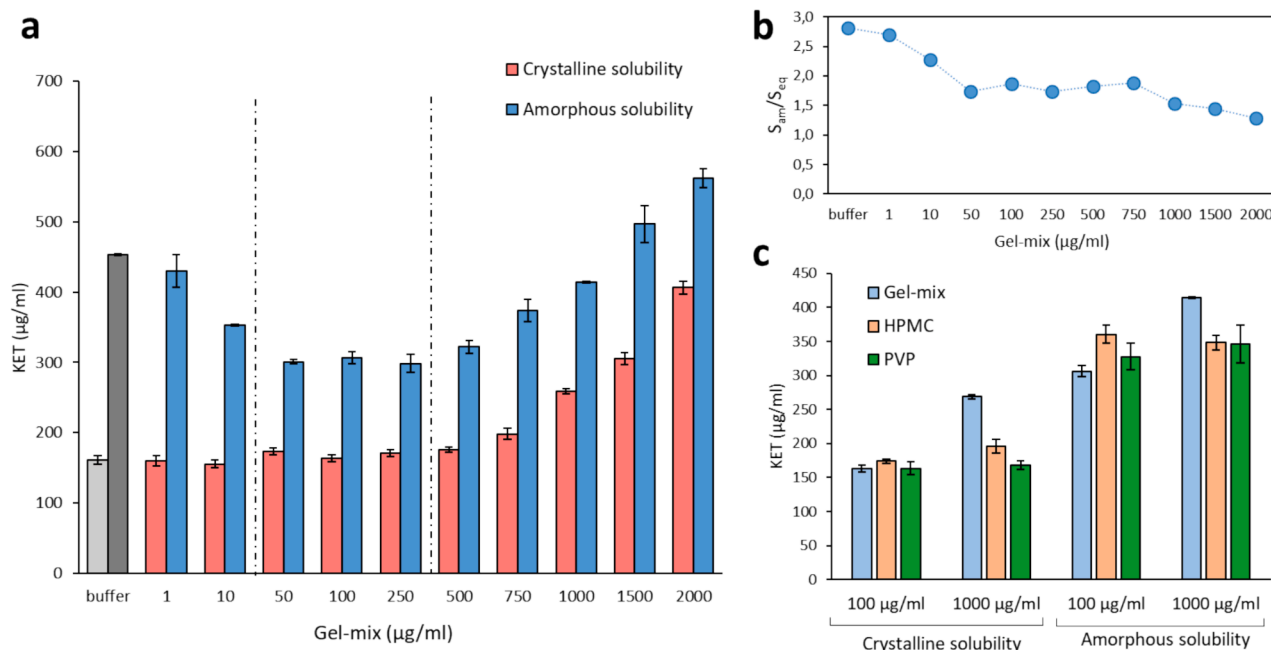 a
Crystalline solubility
Amorphous solubility
KET (µg/ml)
700
600
500
400
300
200
100
0
buffer 1 10 50 100 250 500 750 1000 1500 2000
Gel-mix (µg/ml)
b
Sam/Seq
3,0
2,5
2,0
1,5
1,0
0,5
0,0
buffer 1 10 50 100 250 500 750 1000 1500 2000
Gel-mix (µg/ml)
c
Gel-mix
HPMC
PVP
KET (µg/ml)
450
400
350
300
250
200
150
100
50
0
100 µg/ml 1000 µg/ml 100 µg/ml 1000 µg/ml
Crystalline solubility Amorphous solubility